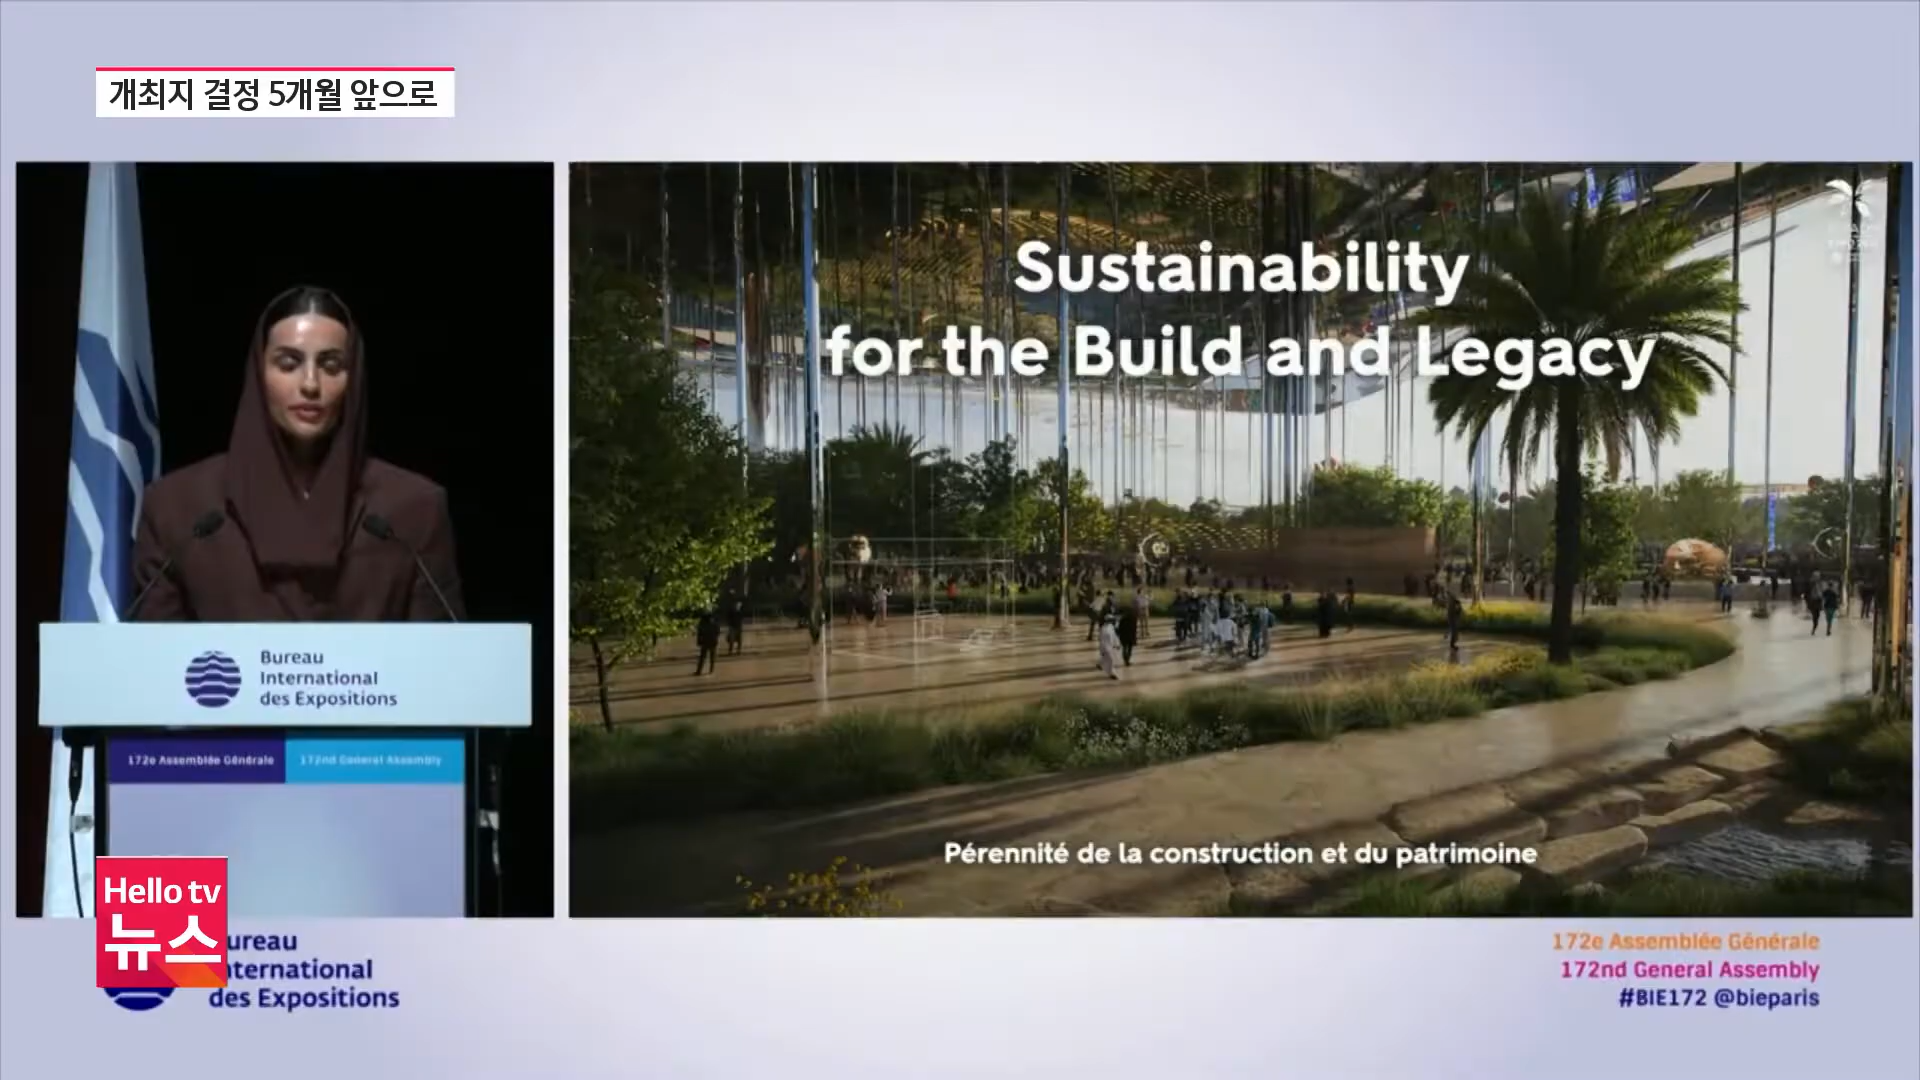 개최지 결정 5개월 앞으로
Sustainability
for the Build and Legacy
Pérennité de la construction et du patrimoine
Bureau
International
des Expositions
172e Assemblée Générale
172nd General Assembly
Hello tv
뉴스
ureau
nternational
des Expositions
172e Assemblée Générale
172nd General Assembly
#BIE172 @bieparis